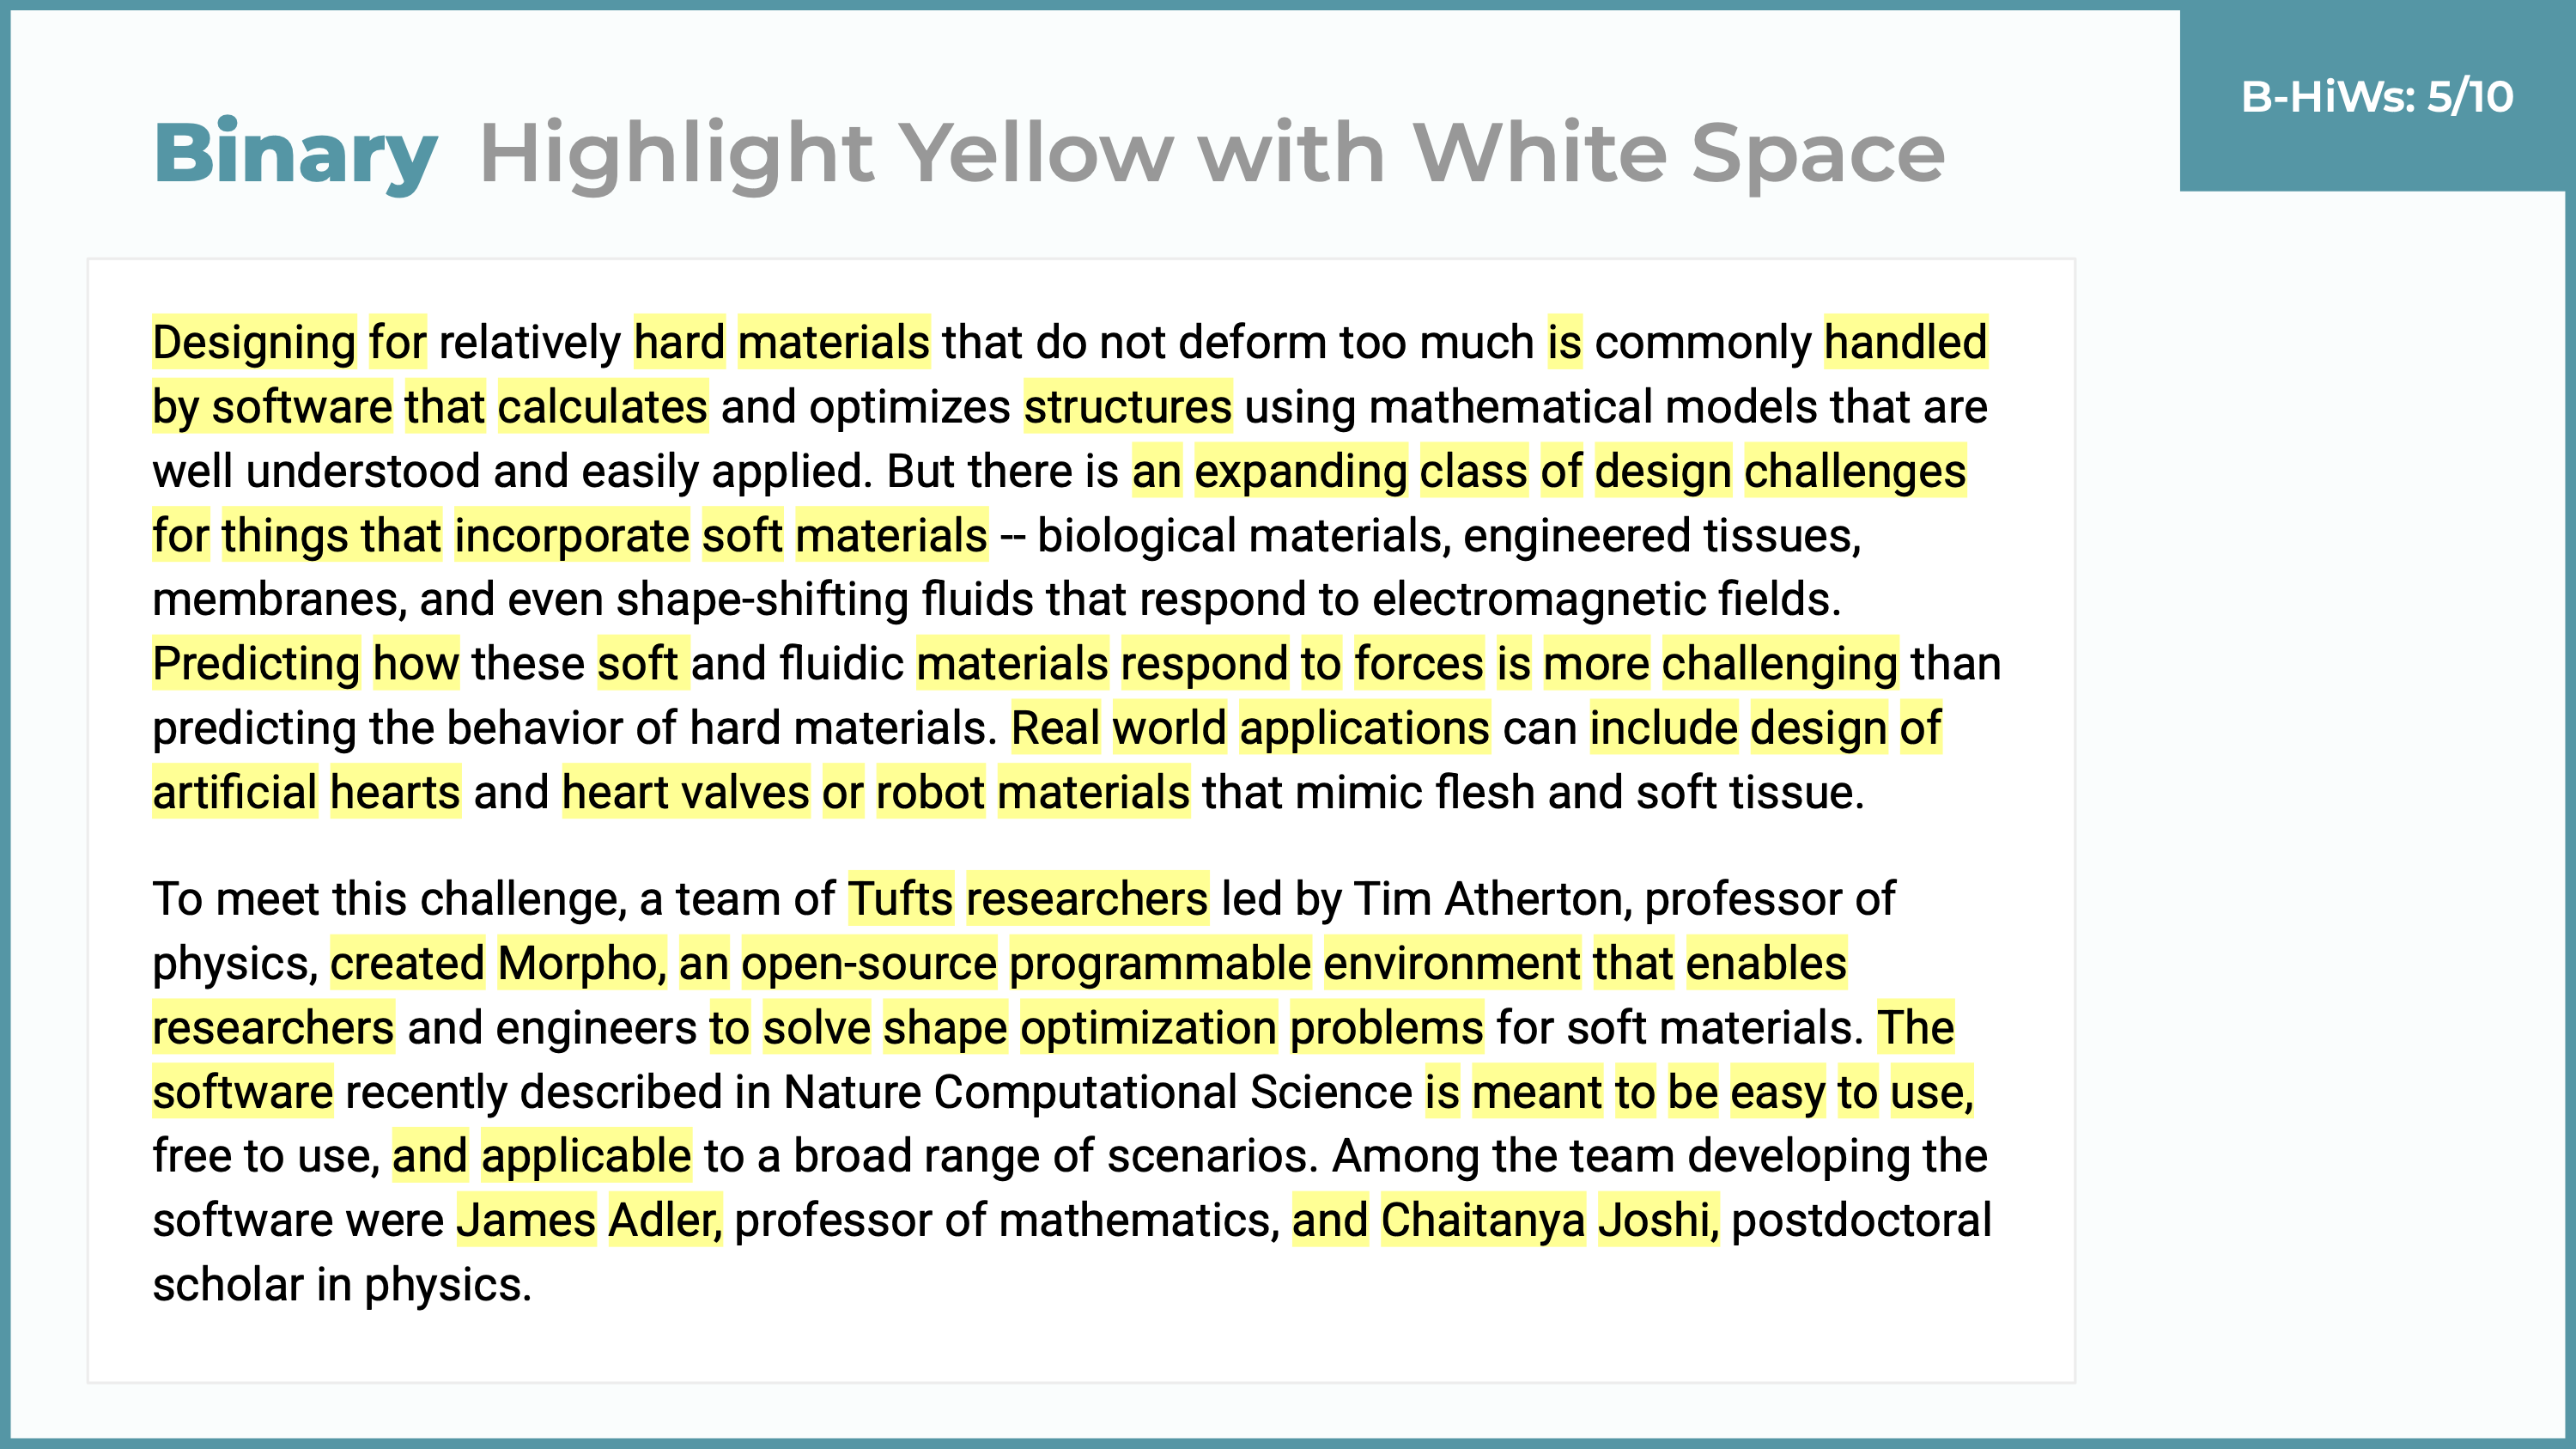 B-HiWs: 5/10
Binary Highlight Yellow with White Space
Designing for relatively hard materials that do not deform too much is commonly handled
by software that calculates and optimizes structures using mathematical models that are
well understood and easily applied. But there is an expanding class of design challenges
for things that incorporate soft materials -- biological materials, engineered tissues,
membranes, and even shape-shifting fluids that respond to electromagnetic fields.
Predicting how these soft and fluidic materials respond to forces is more challenging than
predicting the behavior of hard materials. Real world applications can include design of
artificial hearts and heart valves or robot materials that mimic flesh and soft tissue.
To meet this challenge, a team of Tufts researchers led by Tim Atherton, professor of
physics, created Morpho, an open-source programmable environment that enables
researchers and engineers to solve shape optimization problems for soft materials. The
software recently described in Nature Computational Science is meant to be easy to use,
free to use, and applicable to a broad range of scenarios. Among the team developing the
software were James Adler, professor of mathematics, and Chaitanya Joshi, postdoctoral
scholar in physics.